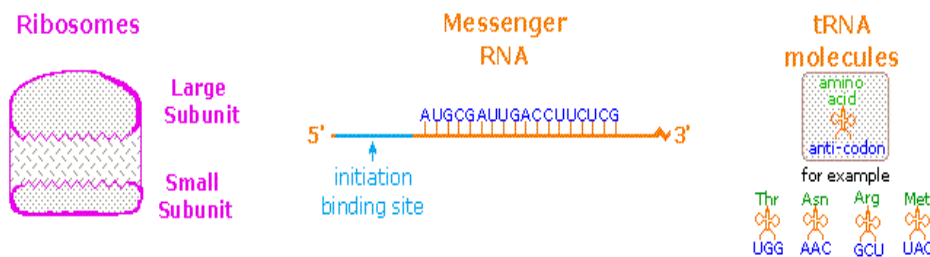 Ribosomes
Large
Subunit
Small
Subunit
Messenger
RNA
AUGCGAUUGACCUUCUCG
5'
3'
initiation
binding site
tRNA
molecules
amino
acid
anti-codon
for example
Thr Asn Arg Met
UGG AAC GCU UAC